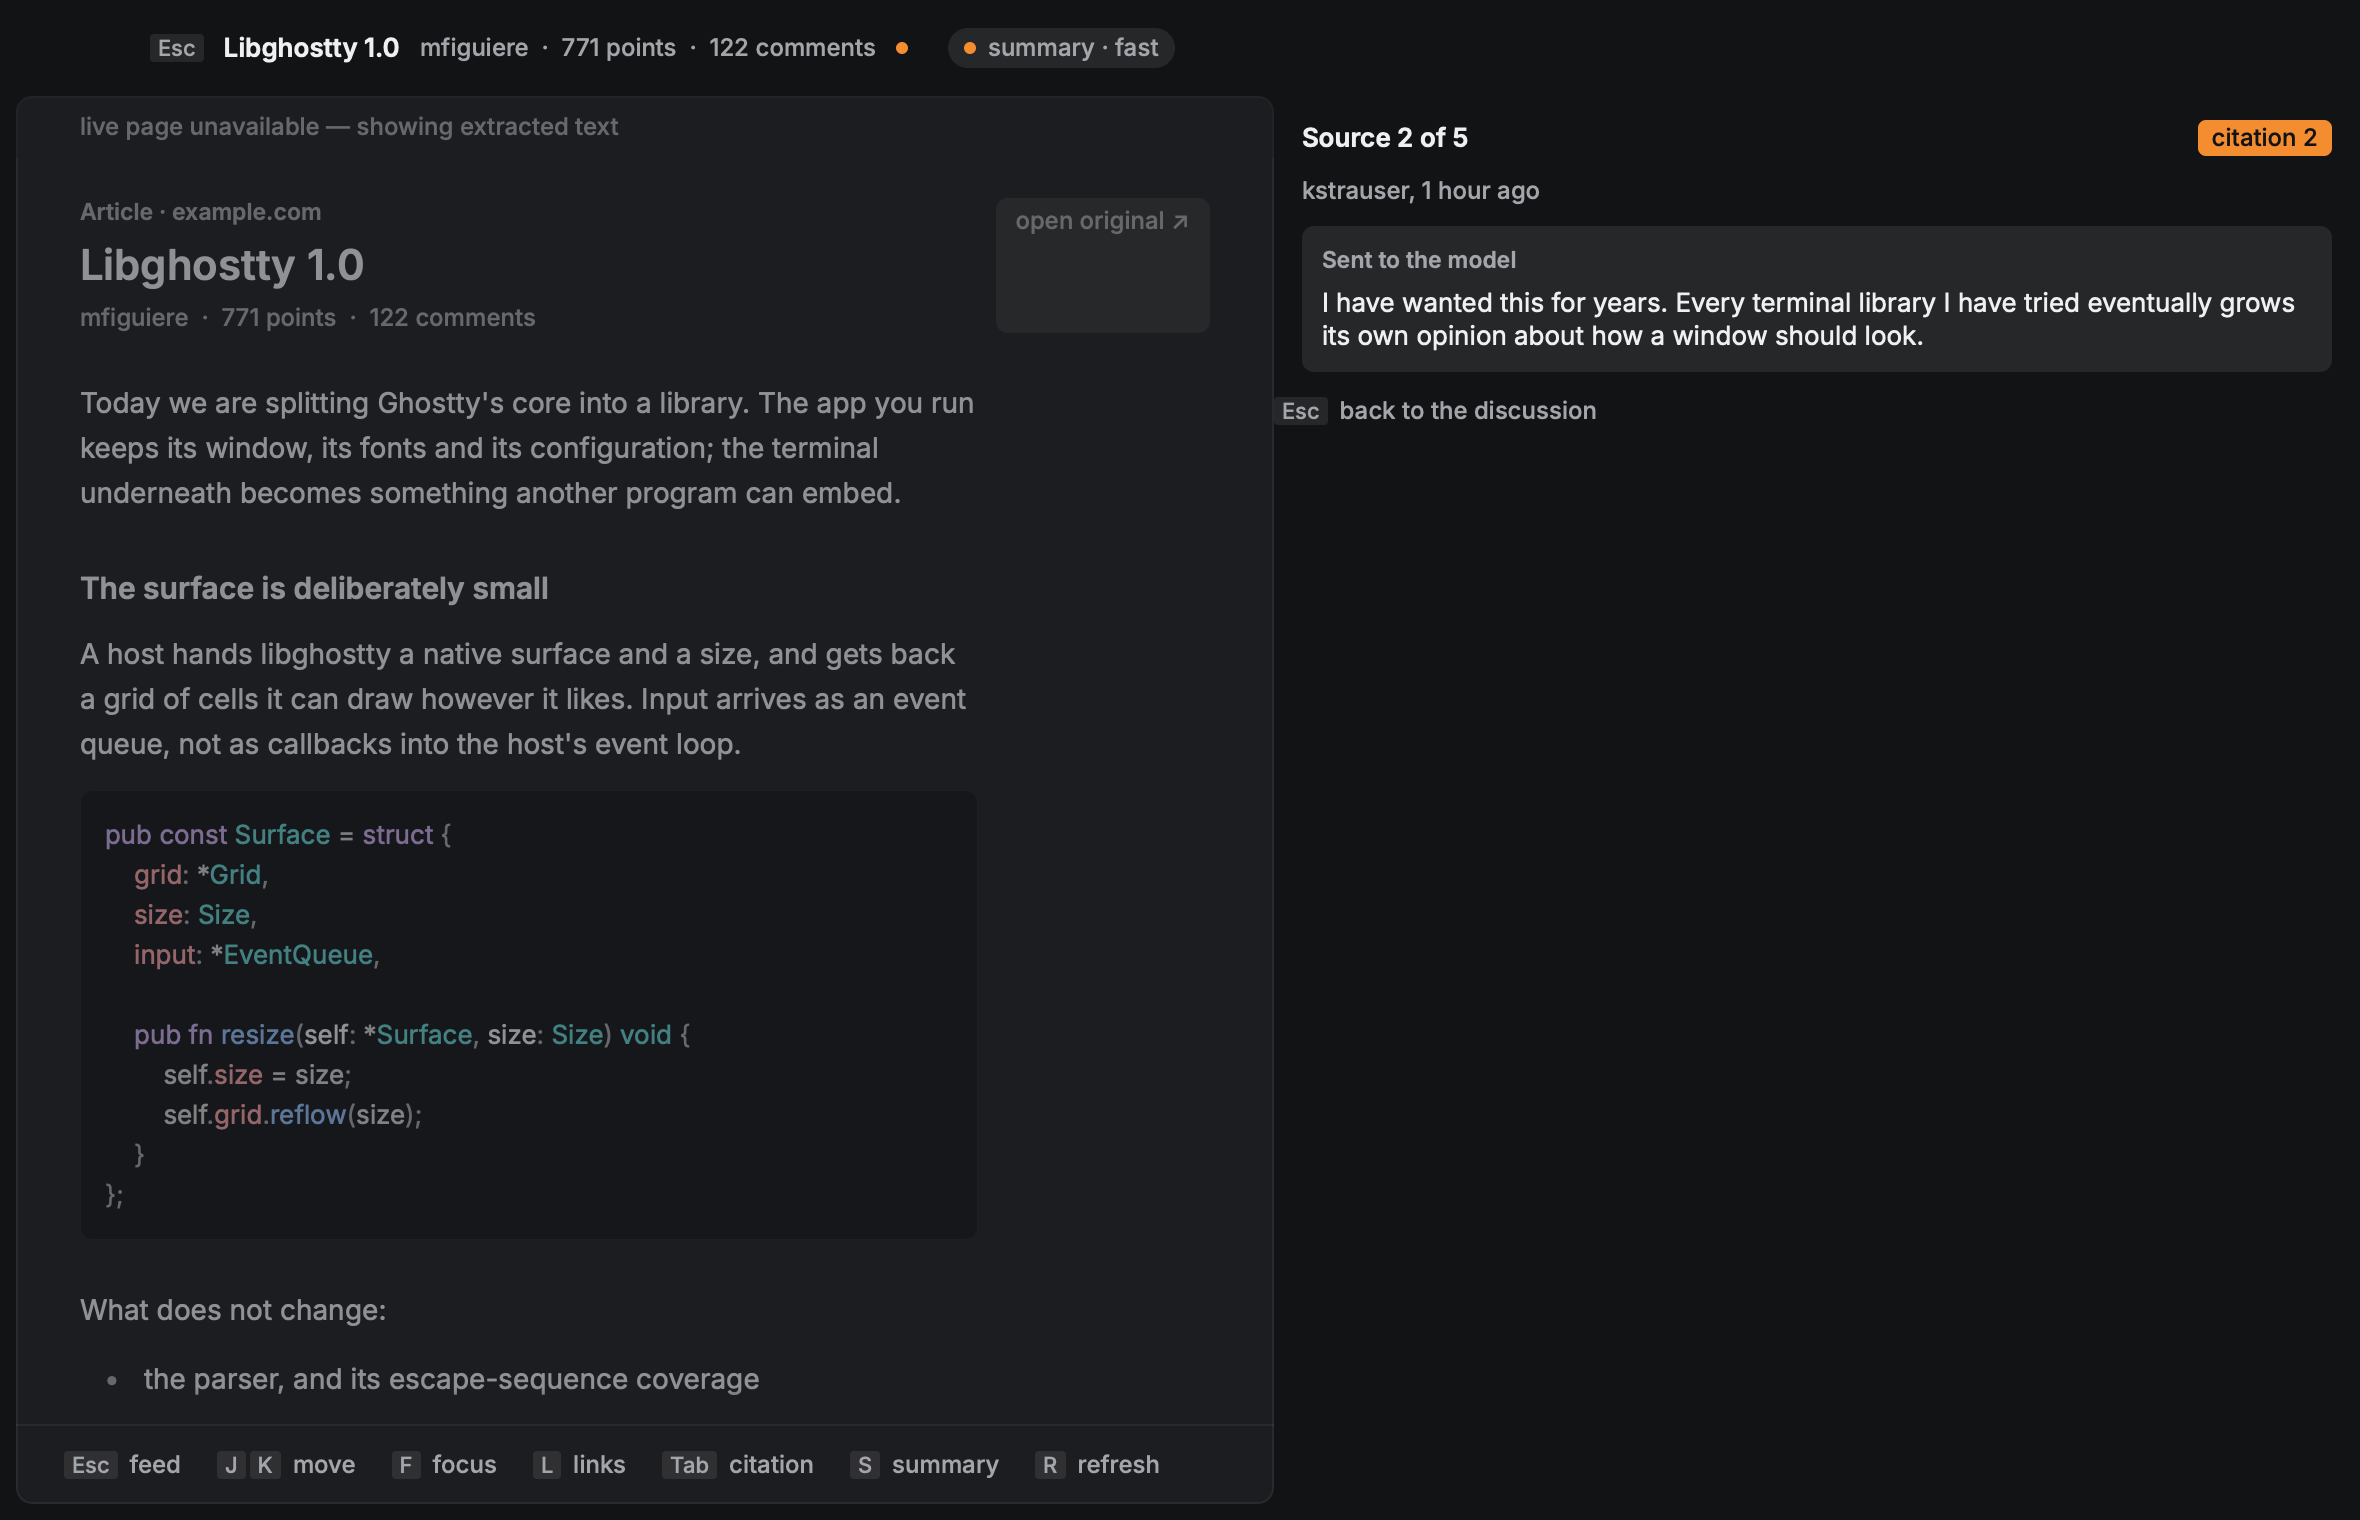 Esc Libghostty 1.0 mfiguiere · 771 points · 122 comments summary · fast
live page unavailable — showing extracted text
Article · example.com
open original ↗
Libghostty 1.0
mfiguiere · 771 points · 122 comments
Today we are splitting Ghostty's core into a library. The app you run
keeps its window, its fonts and its configuration; the terminal
underneath becomes something another program can embed.
The surface is deliberately small
A host hands libghostty a native surface and a size, and gets back
a grid of cells it can draw however it likes. Input arrives as an event
queue, not as callbacks into the host's event loop.
pub const Surface = struct {
    grid: *Grid,
    size: Size,
    input: *EventQueue,
    pub fn resize(self: *Surface, size: Size) void {
        self.size = size;
        self.grid.reflow(size);
    }
};
What does not change:
• the parser, and its escape-sequence coverage
Esc feed J K move F focus L links Tab citation S summary R refresh
Source 2 of 5
citation 2
kstrauser, 1 hour ago
Sent to the model
I have wanted this for years. Every terminal library I have tried eventually grows
its own opinion about how a window should look.
Esc back to the discussion